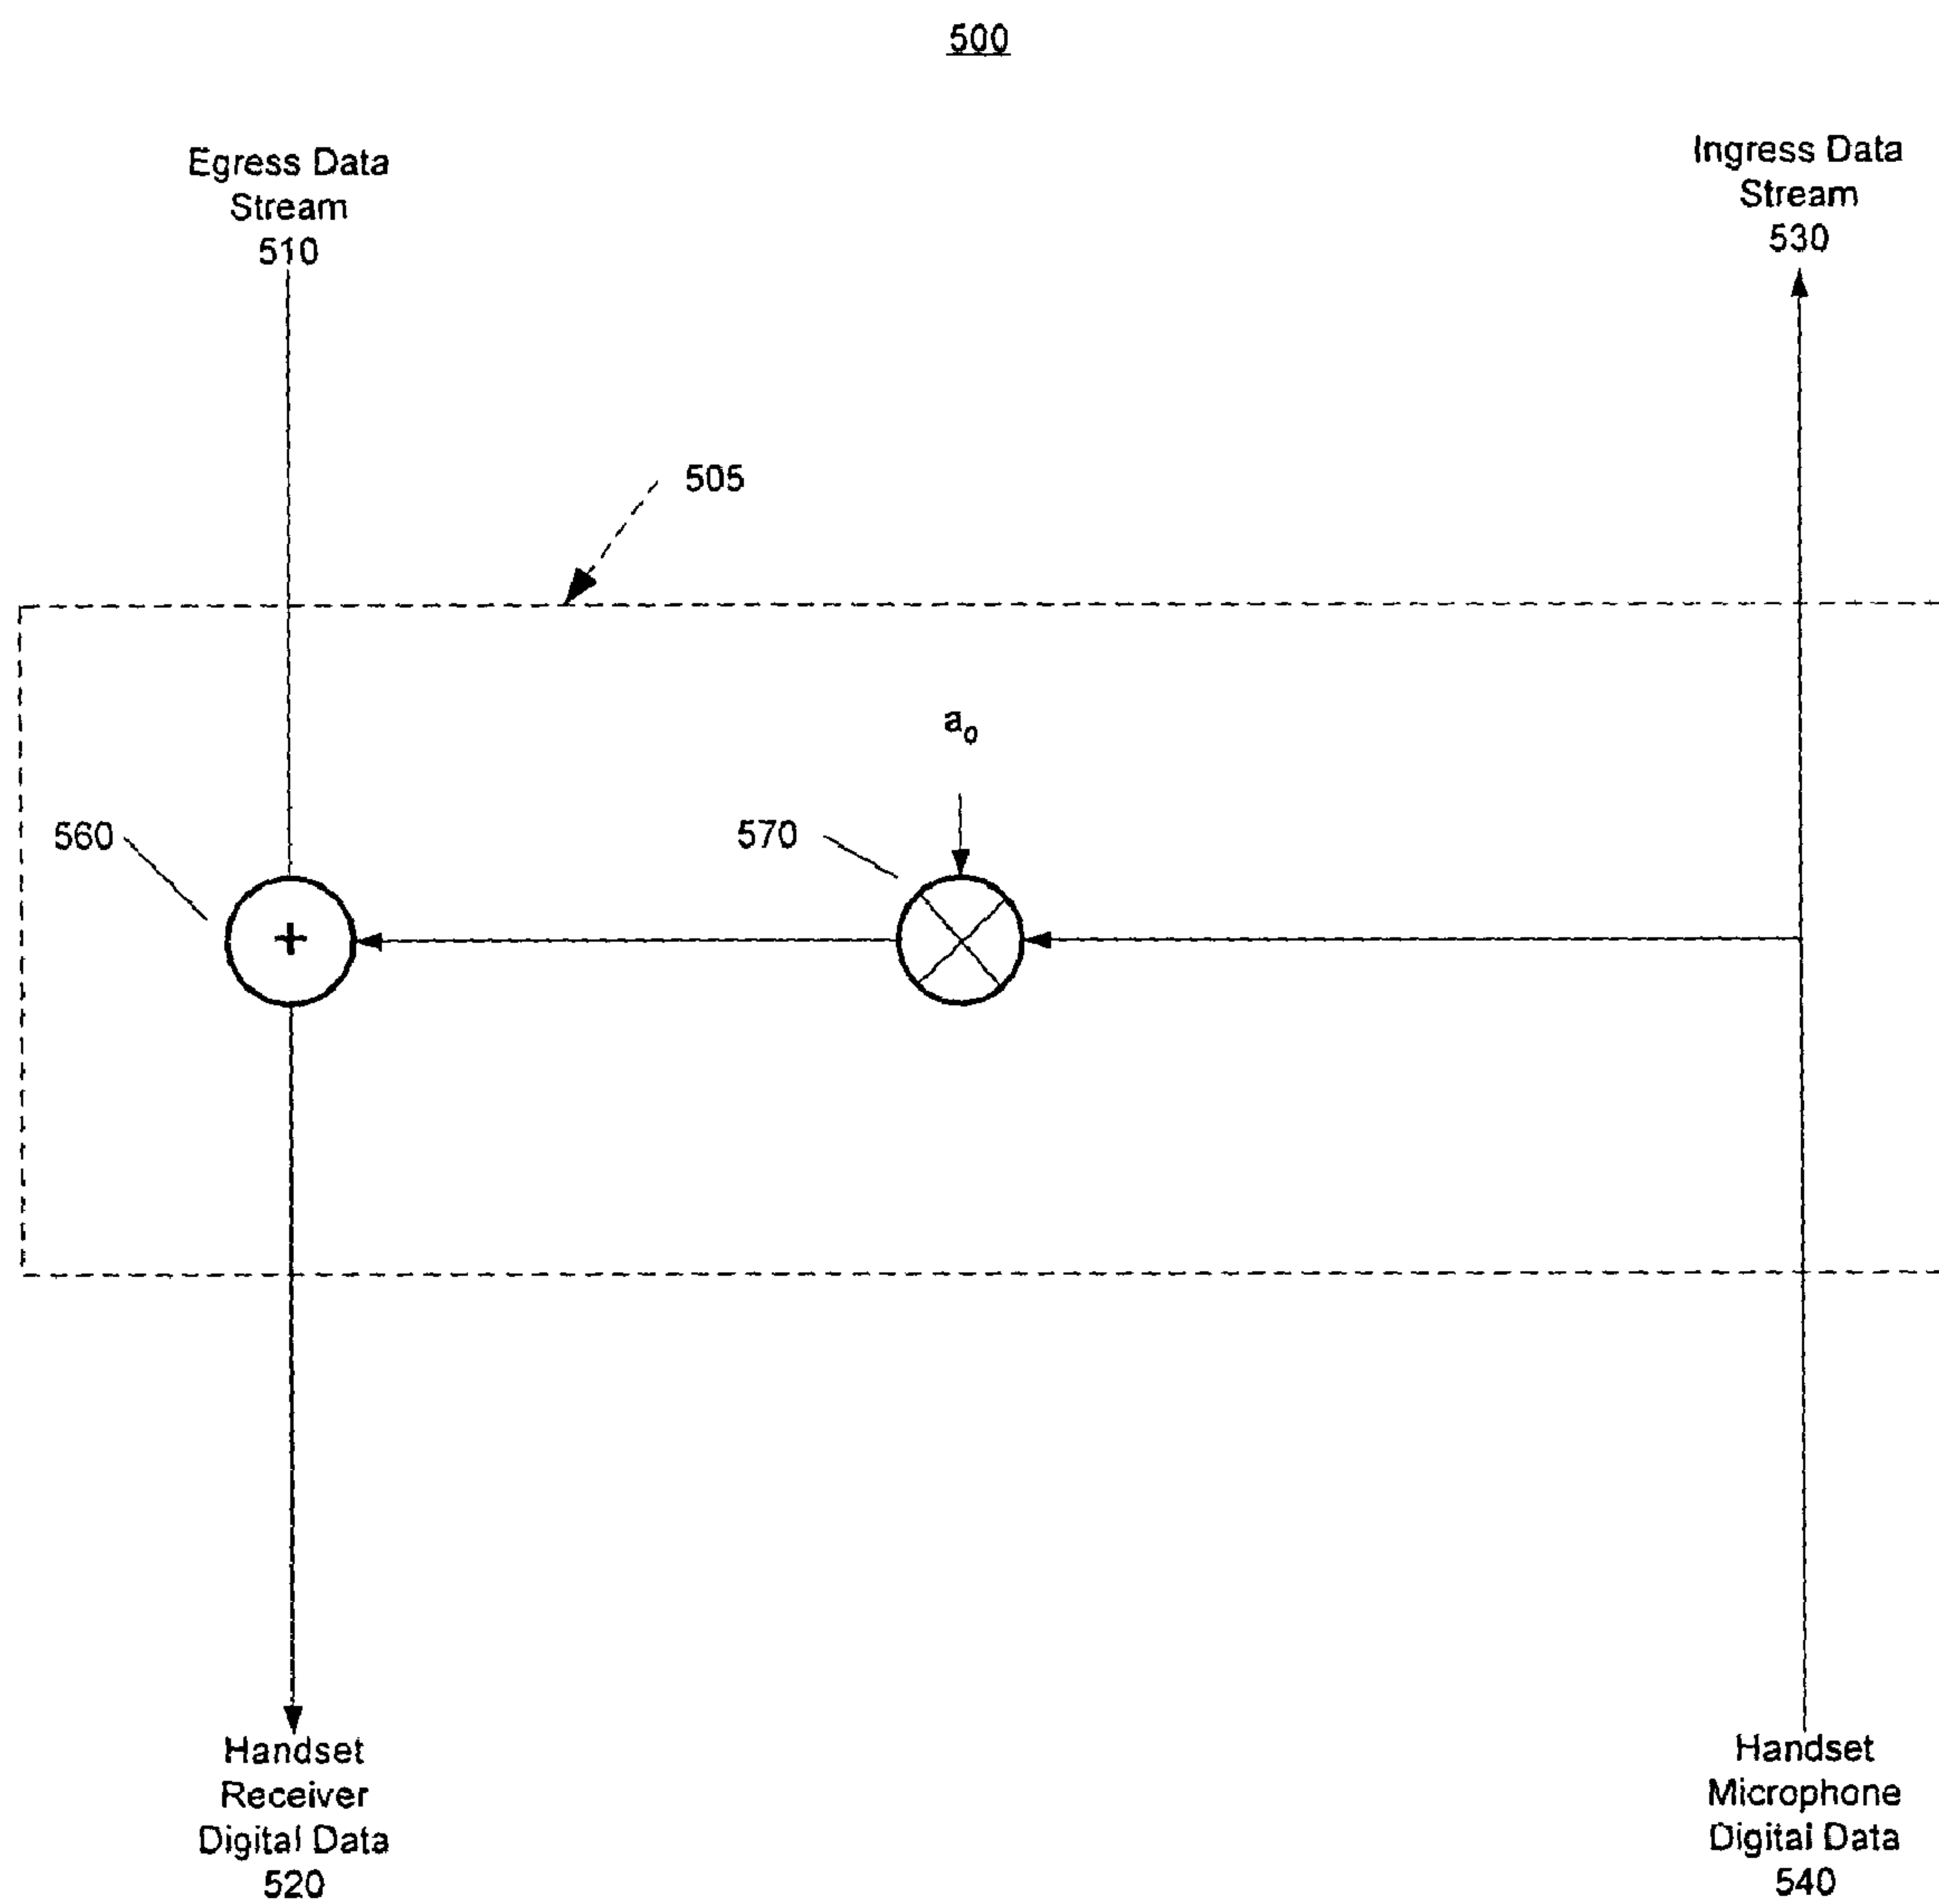 500
Egress Data
Stream
510
Ingress Data
Stream
530
505
a₀
560
+
570
Handset
Receiver
Digital Data
520
Handset
Microphone
Digital Data
540